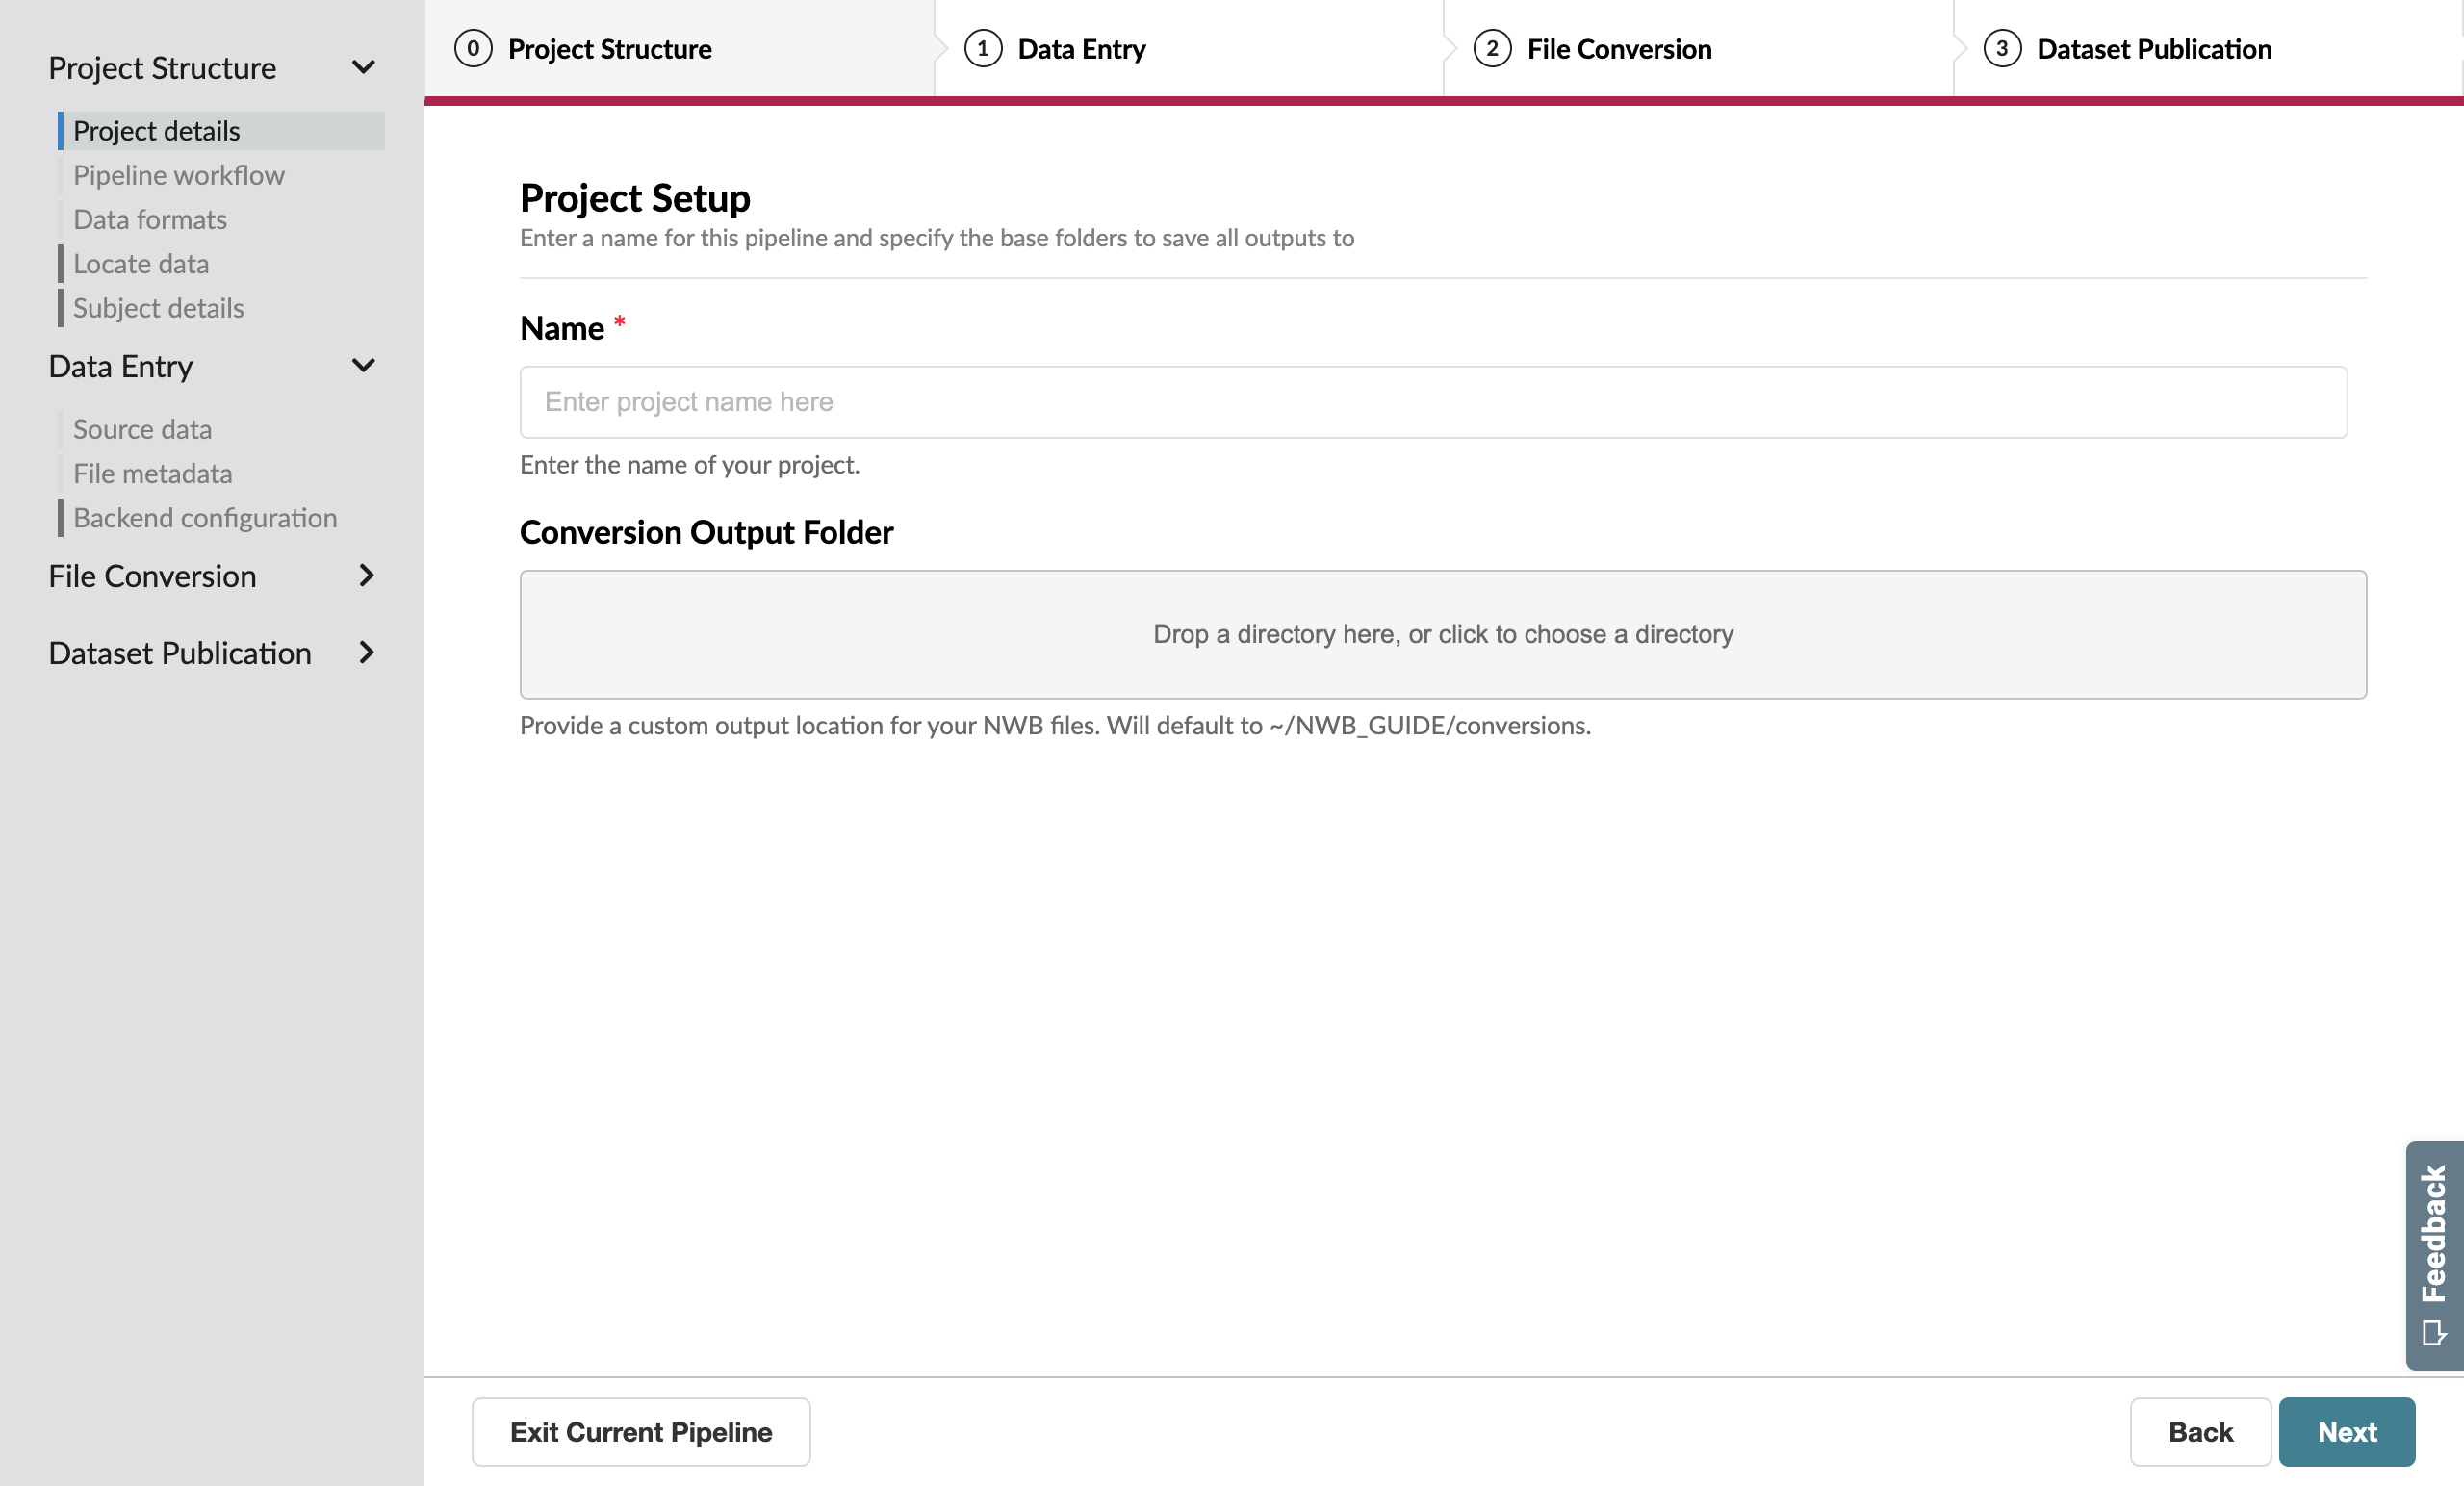 Project Structure
Project details
Pipeline workflow
Data formats
Locate data
Subject details
Data Entry
Source data
File metadata
Backend configuration
File Conversion
Dataset Publication
0 Project Structure
1 Data Entry
2 File Conversion
3 Dataset Publication
Project Setup
Enter a name for this pipeline and specify the base folders to save all outputs to
Name *
Enter project name here
Enter the name of your project.
Conversion Output Folder
Drop a directory here, or click to choose a directory
Provide a custom output location for your NWB files. Will default to ~/NWB_GUIDE/conversions.
Feedback
Exit Current Pipeline
Back
Next